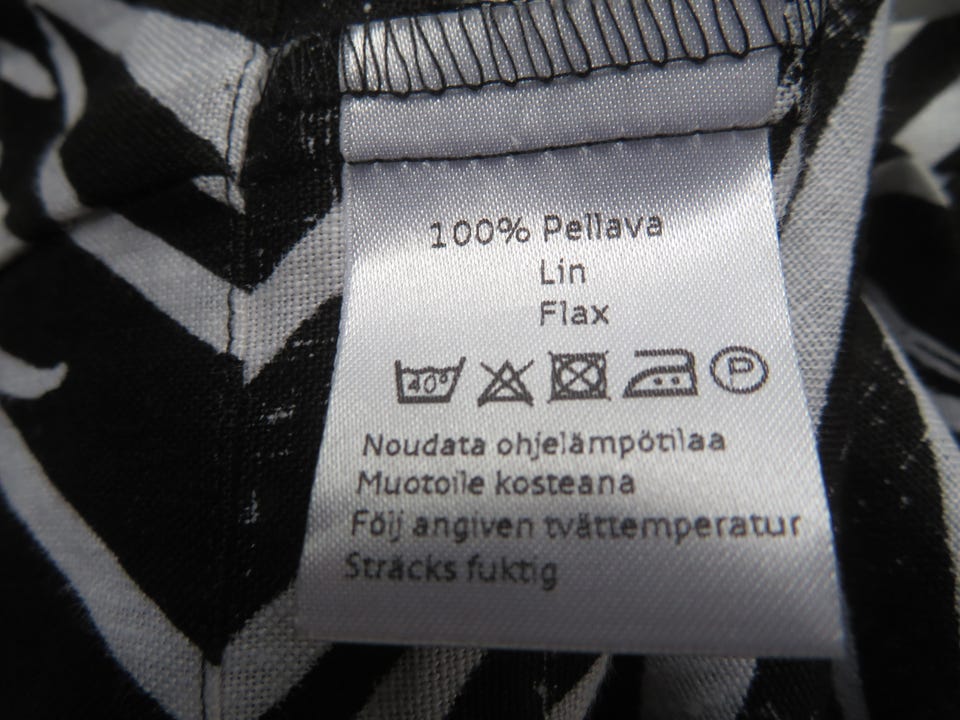 100% Pellava
Lin
Flax
40° P
Noudata ohjelämpötilaa
Muotoile kosteana
Följ angiven tvättemperatur
Sträcks fuktig